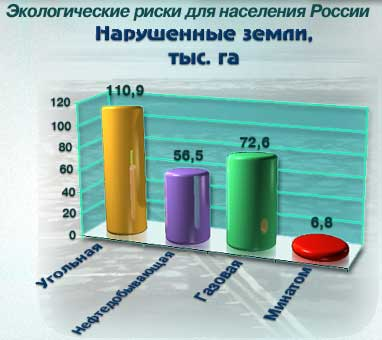 Экологические риски для населения России
Нарушенные земли,
тыс. га
110,9
56,5
72,6
6,8
120
100
80
60
40
20
0
Угольная
Нефтедобывающая
Газовая
Минатом